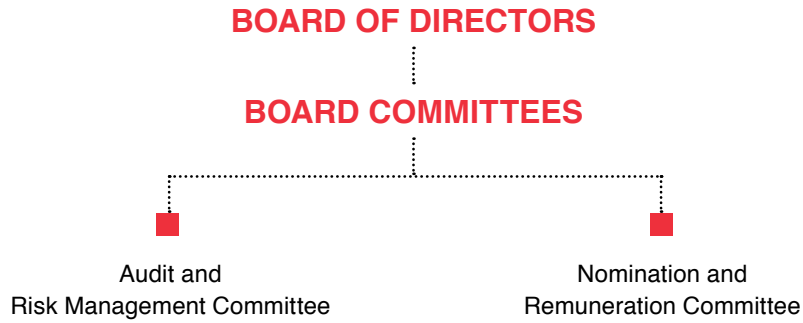 BOARD OF DIRECTORS
BOARD COMMITTEES
Audit and
Risk Management Committee
Nomination and
Remuneration Committee